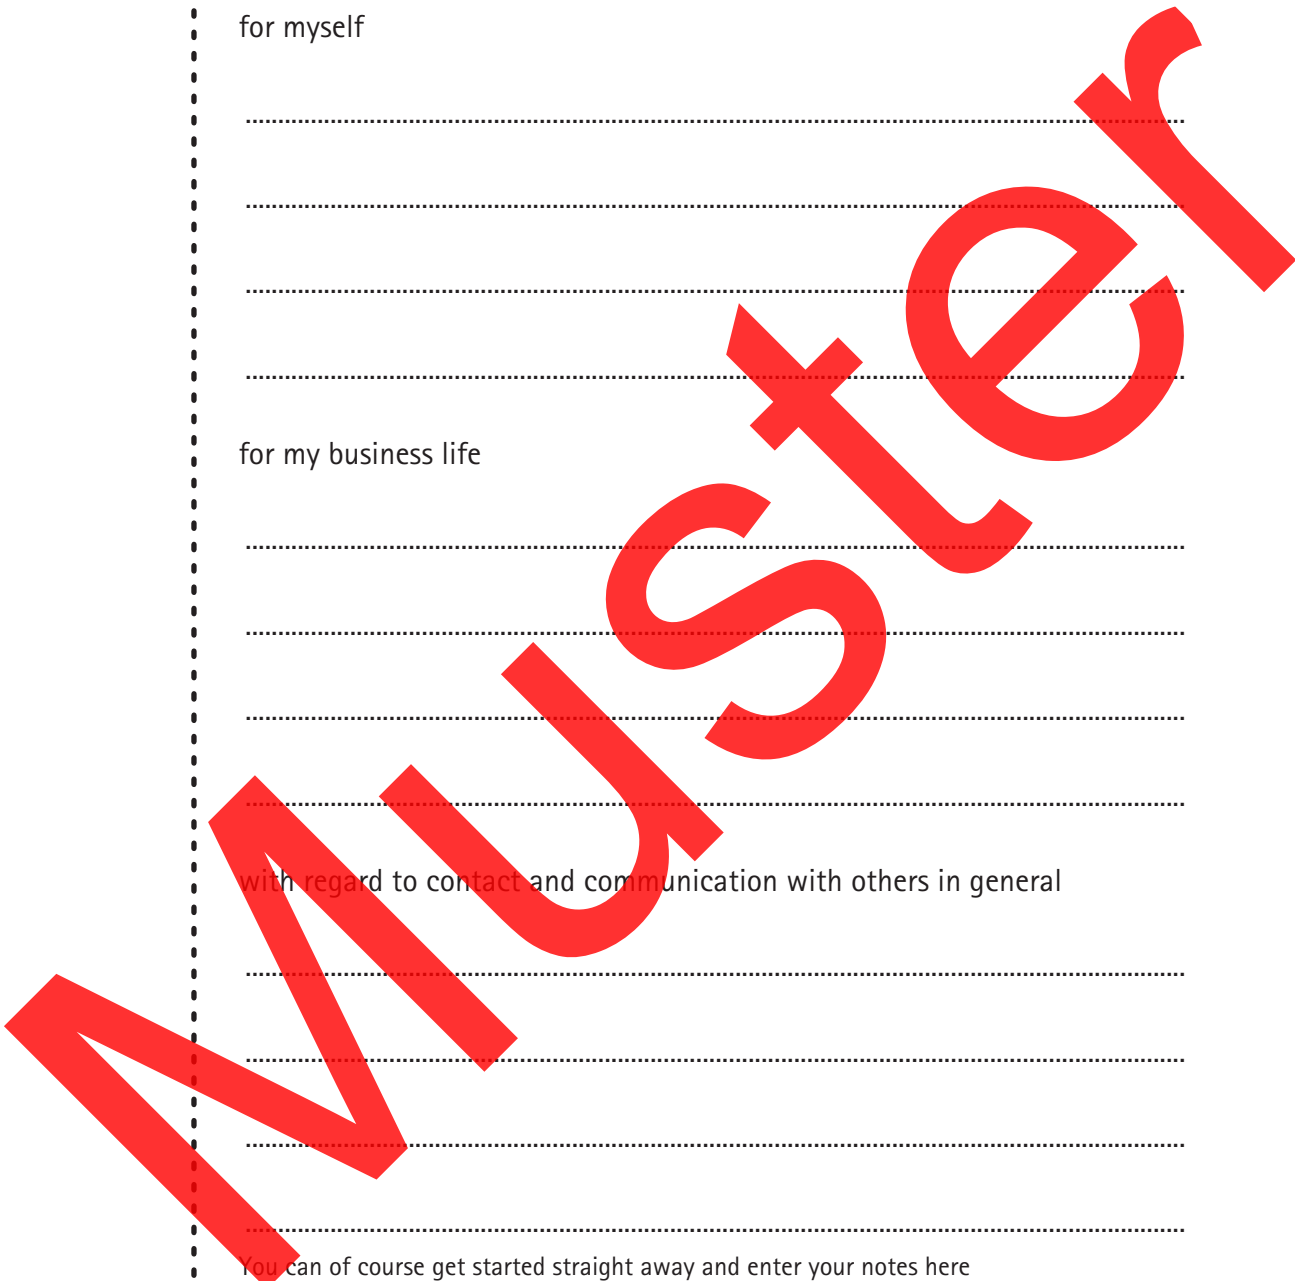 for myself
for my business life
with regard to contact and communication with others in general
You can of course get started straight away and enter your notes here
Muster